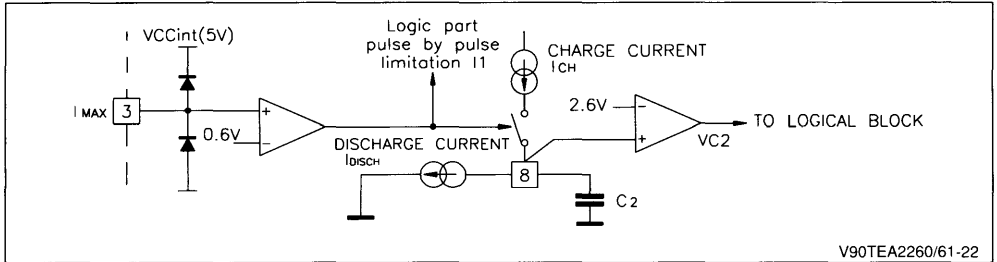 VCCint(5V)
Logic part
pulse by pulse
limitation I1
CHARGE CURRENT
ICH
IMAX
3
+
0.6V
−
2.6V
−
+
TO LOGICAL BLOCK
VC2
DISCHARGE CURRENT
IDISCH
8
C2
V90TEA2260/61-22